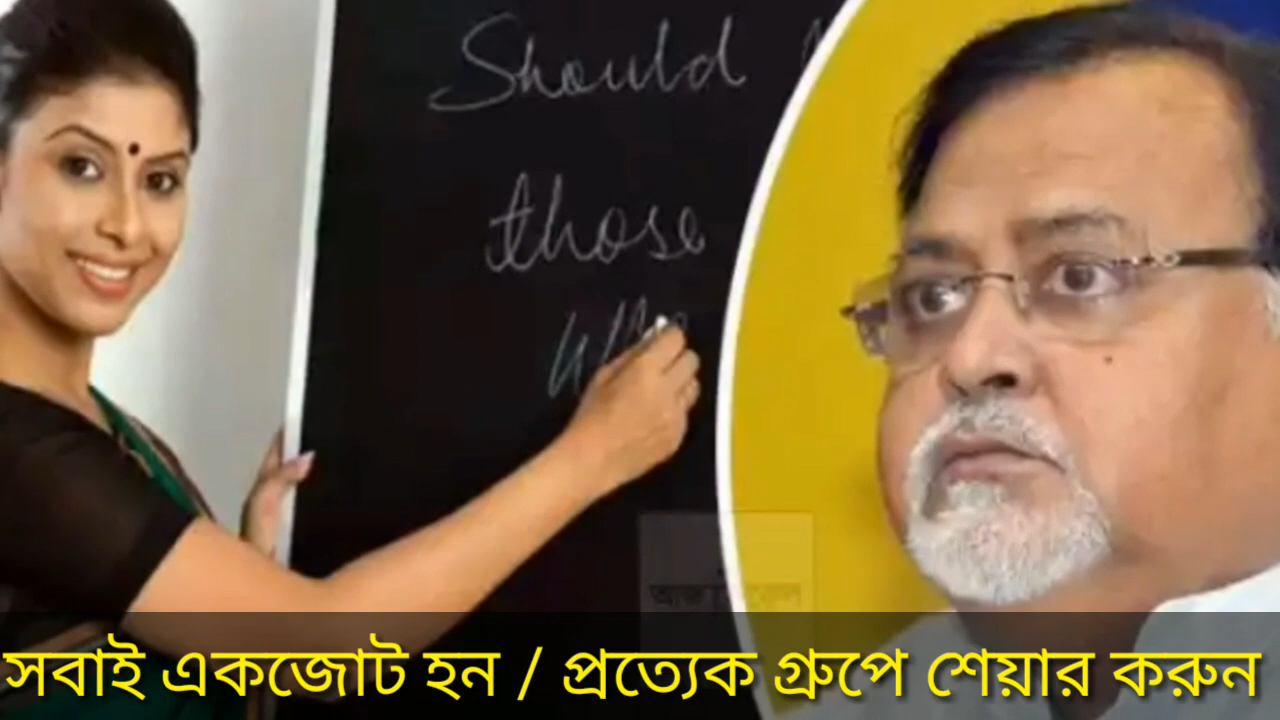 Should
those
সবাই একজোট হন / প্রত্যেক গ্রুপে শেয়ার করুন